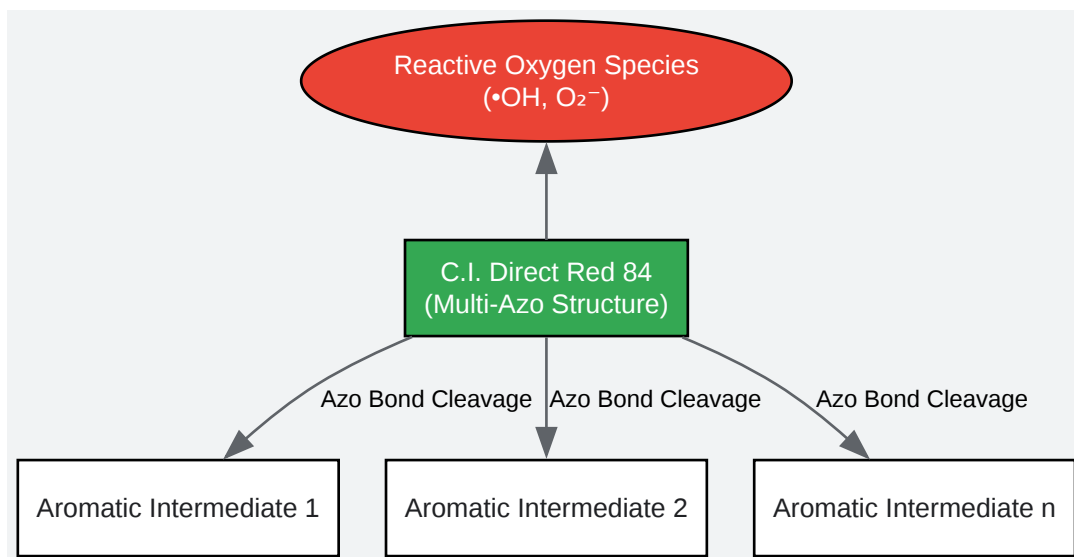 Reactive Oxygen Species
(•OH, O₂⁻)
C.I. Direct Red 84
(Multi-Azo Structure)
Azo Bond Cleavage
Azo Bond Cleavage
Azo Bond Cleavage
Aromatic Intermediate 1
Aromatic Intermediate 2
Aromatic Intermediate n